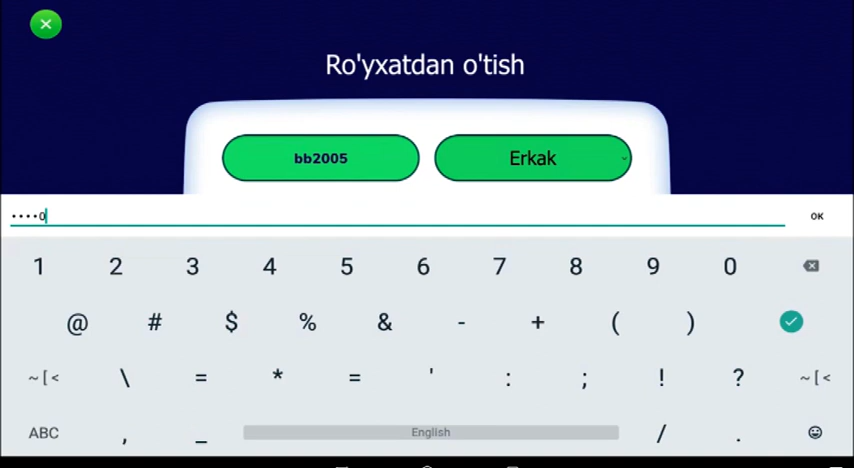 Ro'yxatdan o'tish
bb2005
Erkak
••••0
OK
1 2 3 4 5 6 7 8 9 0
@ # $ % & - + ( )
~ [ < \ = * = ' : ; ! ? ~ [ <
ABC , _ English / .